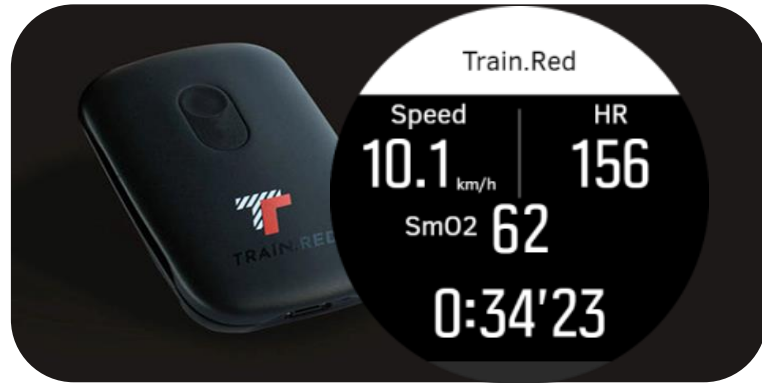 TRAIN.RED
Train.Red
Speed HR
10.1 km/h 156
SmO2 62
0:34'23